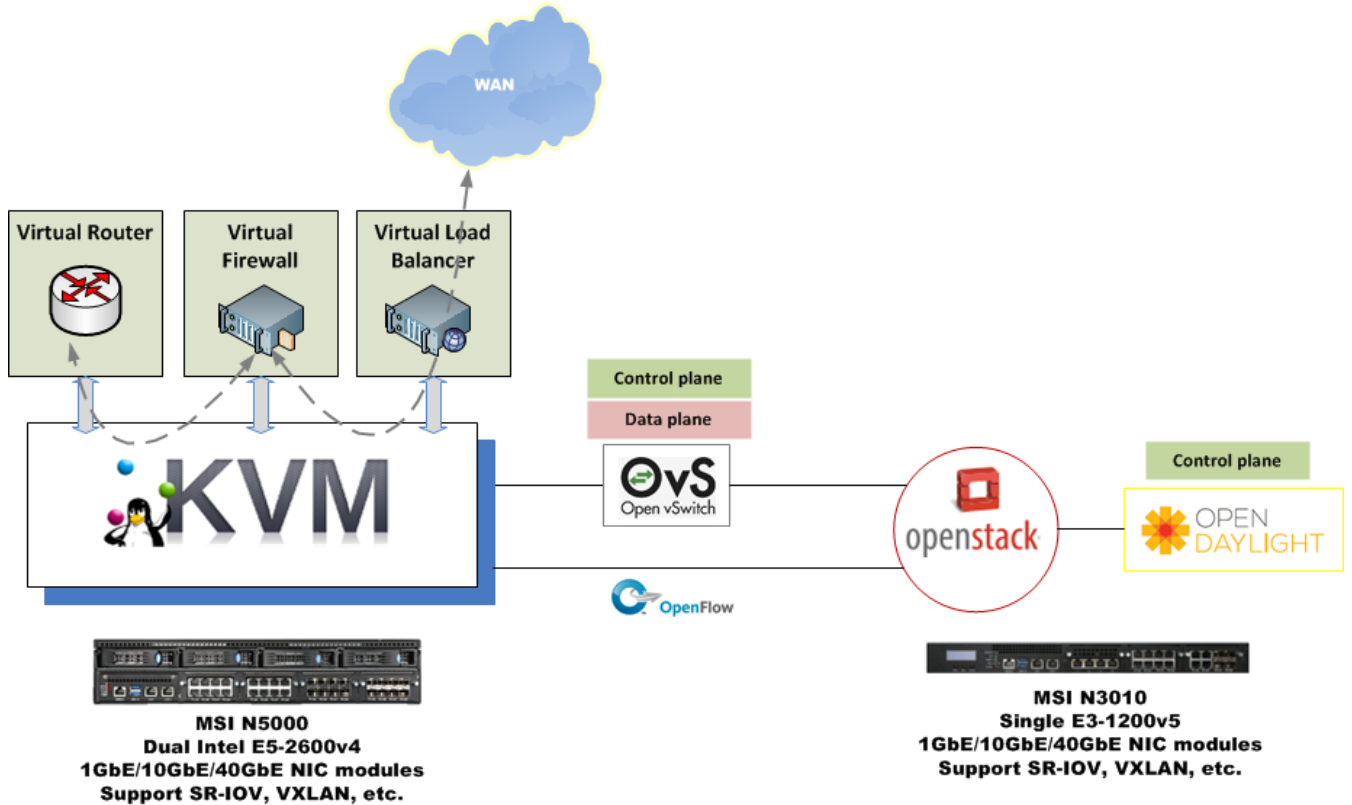 WAN
Virtual Router
Virtual
Firewall
Virtual Load
Balancer
Control plane
Data plane
KVM
OvS
Open vSwitch
openstack
Control plane
OPEN
DAYLIGHT
OpenFlow
MSI N5000
Dual Intel E5-2600v4
1GbE/10GbE/40GbE NIC modules
Support SR-IOV, VXLAN, etc.
MSI N3010
Single E3-1200v5
1GbE/10GbE/40GbE NIC modules
Support SR-IOV, VXLAN, etc.